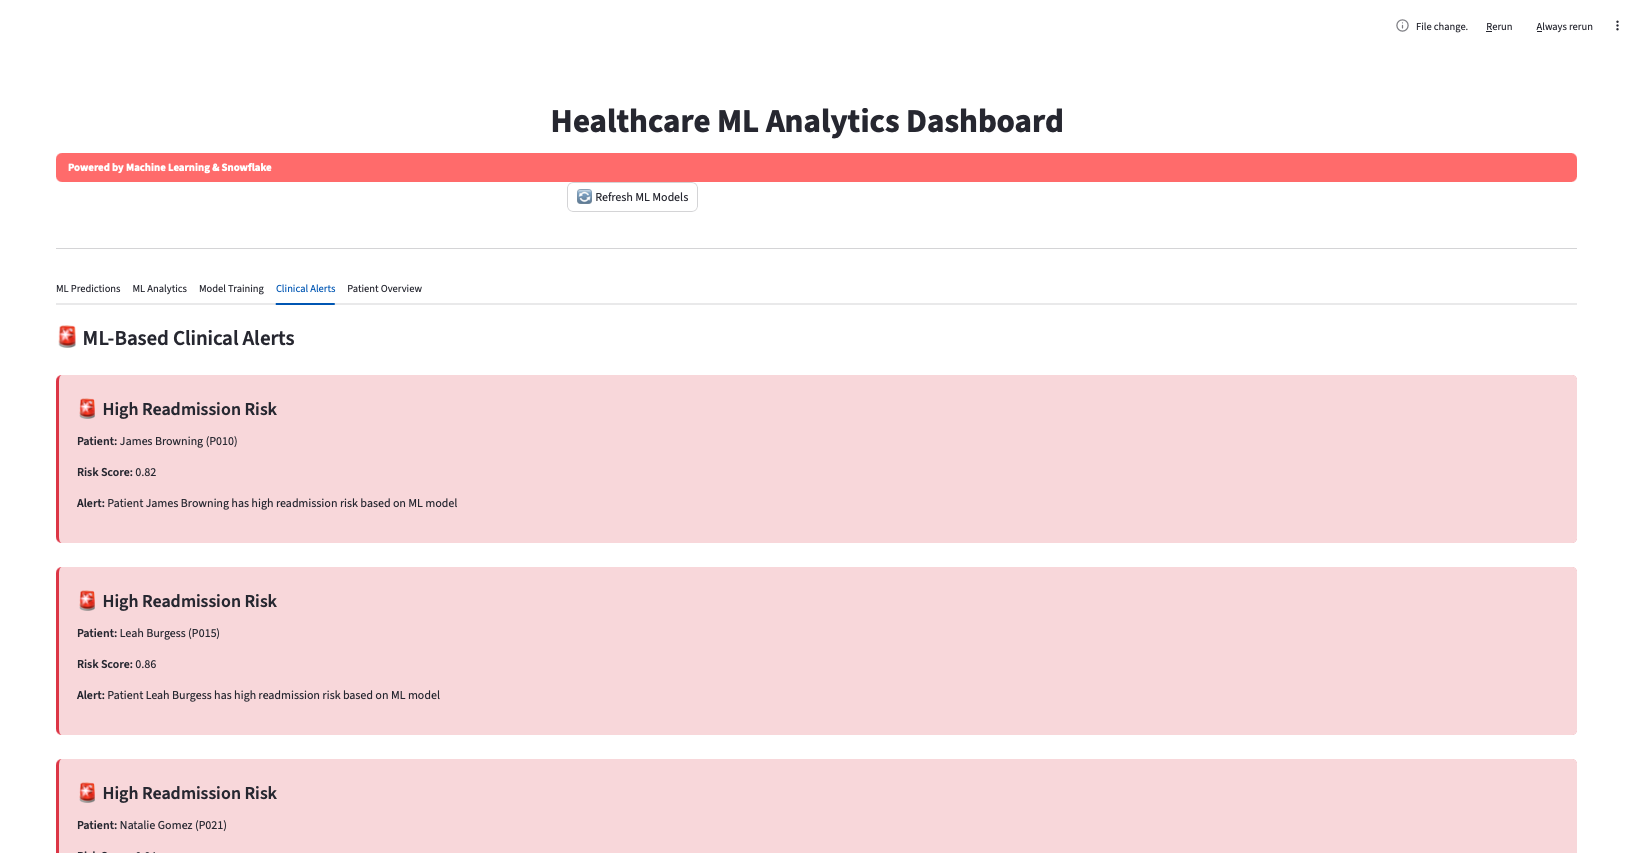 File change. Rerun Always rerun
Healthcare ML Analytics Dashboard
Powered by Machine Learning & Snowflake
Refresh ML Models
ML Predictions ML Analytics Model Training Clinical Alerts Patient Overview
ML-Based Clinical Alerts
High Readmission Risk
Patient: James Browning (P010)
Risk Score: 0.82
Alert: Patient James Browning has high readmission risk based on ML model
High Readmission Risk
Patient: Leah Burgess (P015)
Risk Score: 0.86
Alert: Patient Leah Burgess has high readmission risk based on ML model
High Readmission Risk
Patient: Natalie Gomez (P021)